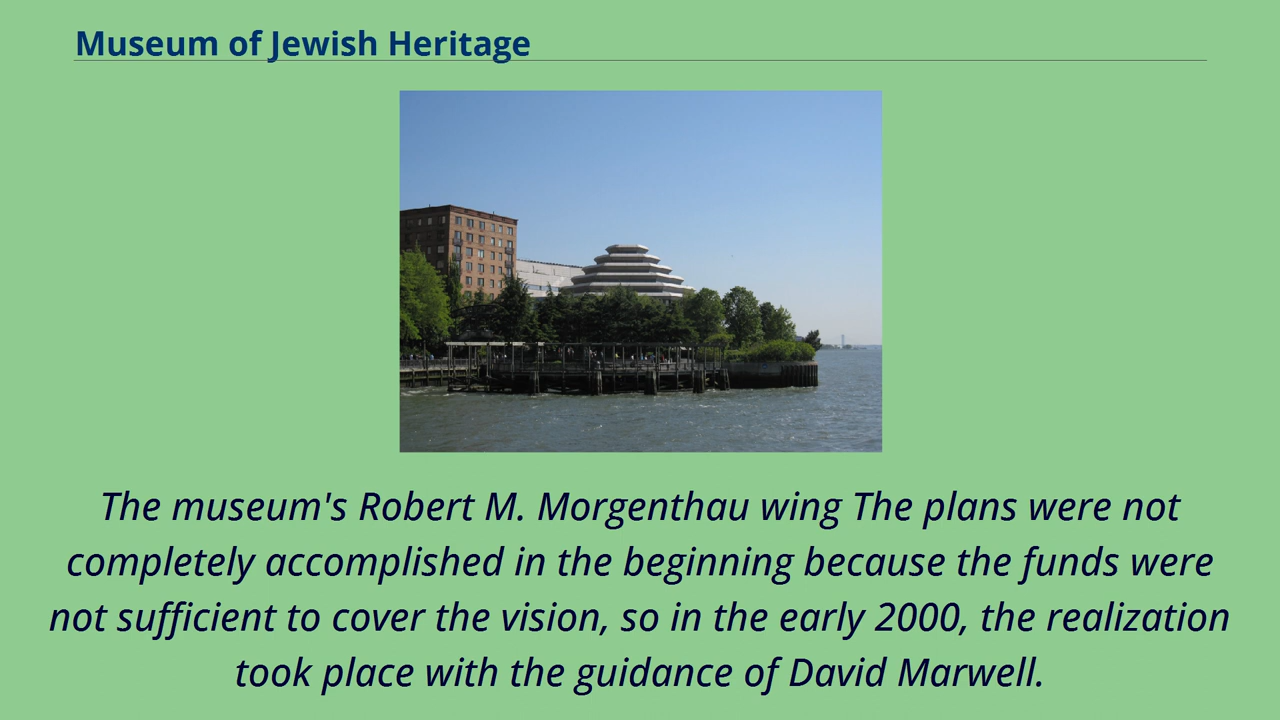 Museum of Jewish Heritage
The museum's Robert M. Morgenthau wing The plans were not
completely accomplished in the beginning because the funds were
not sufficient to cover the vision, so in the early 2000, the realization
took place with the guidance of David Marwell.